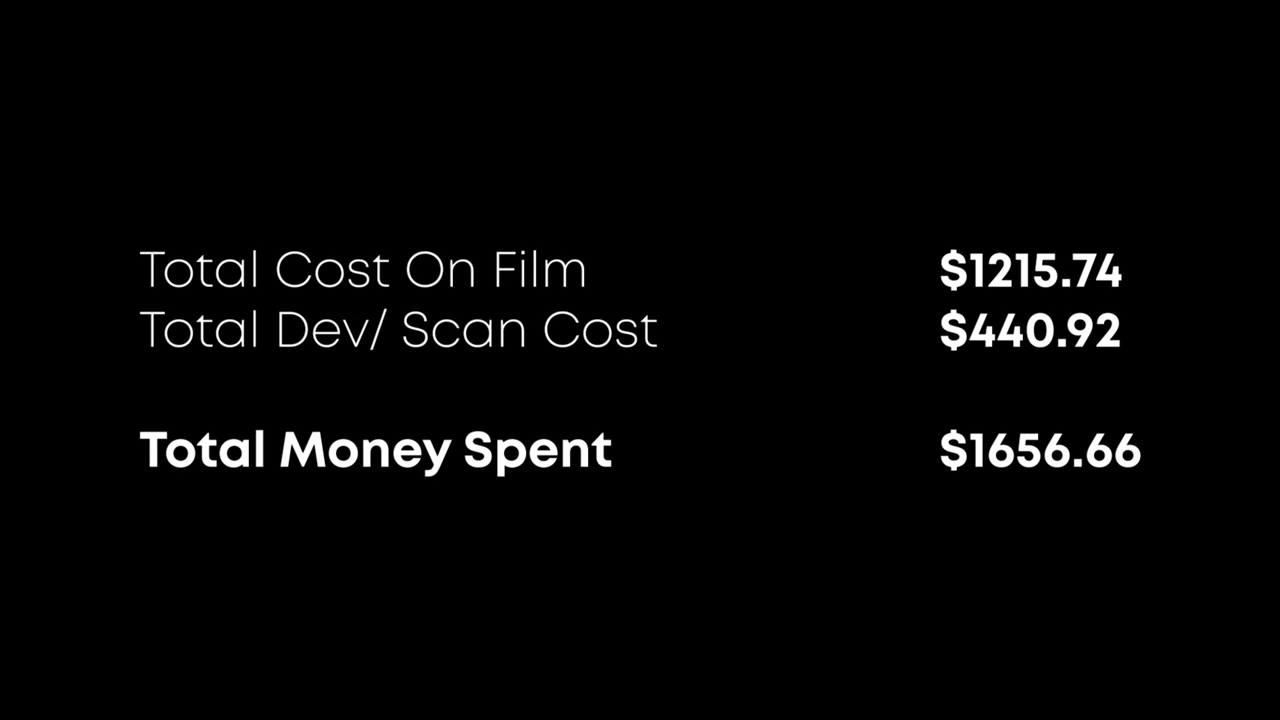 Total Cost On Film $1215.74
Total Dev/ Scan Cost $440.92
Total Money Spent $1656.66